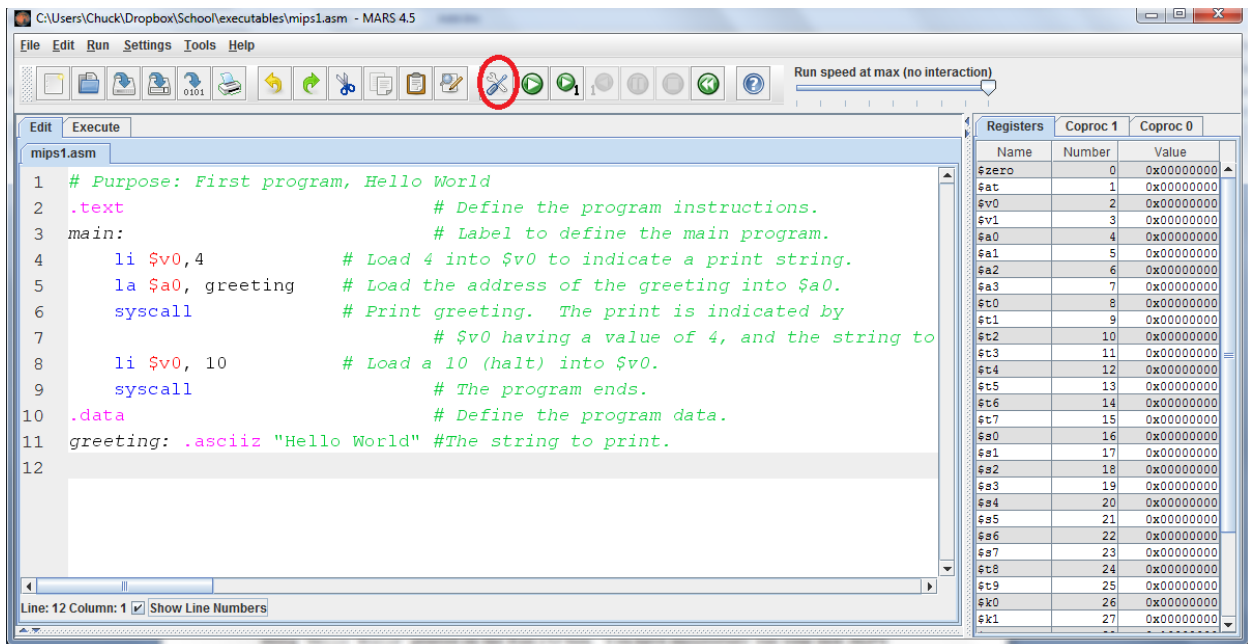 C:\Users\Chuck\Dropbox\School\executables\mips1.asm - MARS 4.5
File Edit Run Settings Tools Help
Run speed at max (no interaction)
Edit Execute
mips1.asm
1 # Purpose: First program, Hello World
2 .text # Define the program instructions.
3 main: # Label to define the main program.
4 li $v0,4 # Load 4 into $v0 to indicate a print string.
5 la $a0, greeting # Load the address of the greeting into $a0.
6 syscall # Print greeting. The print is indicated by
7 # $v0 having a value of 4, and the string to
8 li $v0, 10 # Load a 10 (halt) into $v0.
9 syscall # The program ends.
10 .data # Define the program data.
11 greeting: .asciiz "Hello World" #The string to print.
12
Line: 12 Column: 1 Show Line Numbers
Registers Coproc 1 Coproc 0
Name Number Value
$zero 0 0x00000000
$at 1 0x00000000
$v0 2 0x00000000
$v1 3 0x00000000
$a0 4 0x00000000
$a1 5 0x00000000
$a2 6 0x00000000
$a3 7 0x00000000
$t0 8 0x00000000
$t1 9 0x00000000
$t2 10 0x00000000
$t3 11 0x00000000
$t4 12 0x00000000
$t5 13 0x00000000
$t6 14 0x00000000
$t7 15 0x00000000
$s0 16 0x00000000
$s1 17 0x00000000
$s2 18 0x00000000
$s3 19 0x00000000
$s4 20 0x00000000
$s5 21 0x00000000
$s6 22 0x00000000
$s7 23 0x00000000
$t8 24 0x00000000
$t9 25 0x00000000
$k0 26 0x00000000
$k1 27 0x00000000